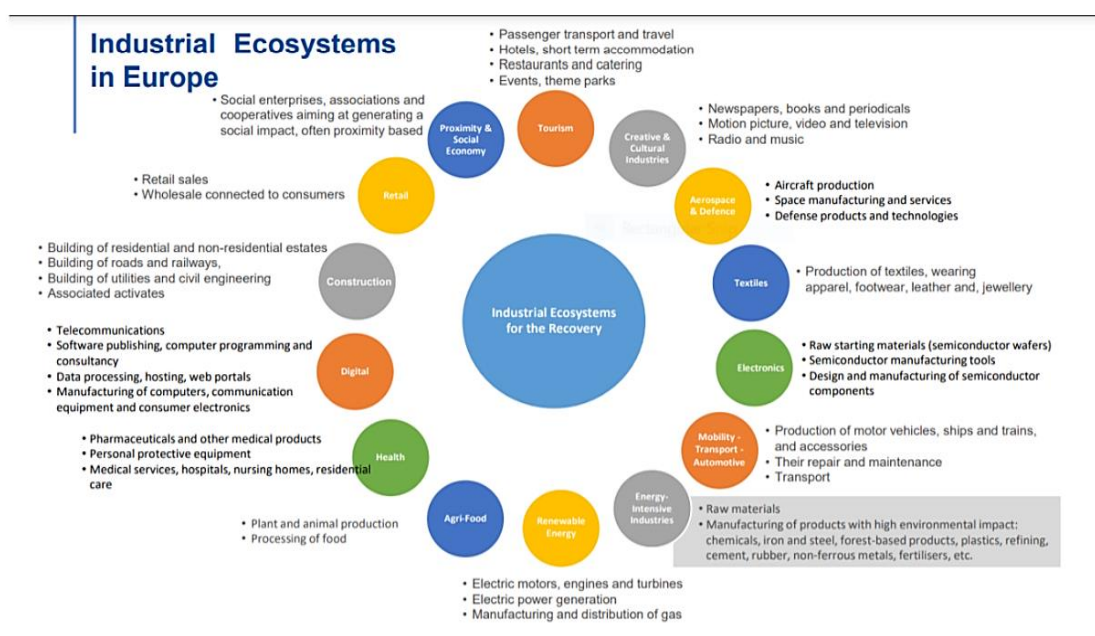 Industrial Ecosystems
in Europe
• Passenger transport and travel
• Hotels, short term accommodation
• Restaurants and catering
• Events, theme parks
Tourism
• Social enterprises, associations and
cooperatives aiming at generating a
social impact, often proximity based
Proximity &
Social
Economy
• Newspapers, books and periodicals
• Motion picture, video and television
• Radio and music
Creative &
Cultural
Industries
• Retail sales
• Wholesale connected to consumers
Retail
Aerospace
& Defence
• Aircraft production
• Space manufacturing and services
• Defense products and technologies
• Building of residential and non-residential estates
• Building of roads and railways,
• Building of utilities and civil engineering
• Associated activates
Construction
Textiles
• Production of textiles, wearing
apparel, footwear, leather and, jewellery
Industrial Ecosystems
for the Recovery
• Telecommunications
• Software publishing, computer programming and
consultancy
• Data processing, hosting, web portals
• Manufacturing of computers, communication
equipment and consumer electronics
Digital
Electronics
• Raw starting materials (semiconductor wafers)
• Semiconductor manufacturing tools
• Design and manufacturing of semiconductor
components
• Pharmaceuticals and other medical products
• Personal protective equipment
• Medical services, hospitals, nursing homes, residential
care
Health
Mobility -
Transport -
Automotive
• Production of motor vehicles, ships and trains,
and accessories
• Their repair and maintenance
• Transport
• Plant and animal production
• Processing of food
Agri-Food
Renewable
Energy
• Electric motors, engines and turbines
• Electric power generation
• Manufacturing and distribution of gas
Energy-
Intensive
Industries
• Raw materials
• Manufacturing of products with high environmental impact:
chemicals, iron and steel, forest-based products, plastics, refining,
cement, rubber, non-ferrous metals, fertilisers, etc.